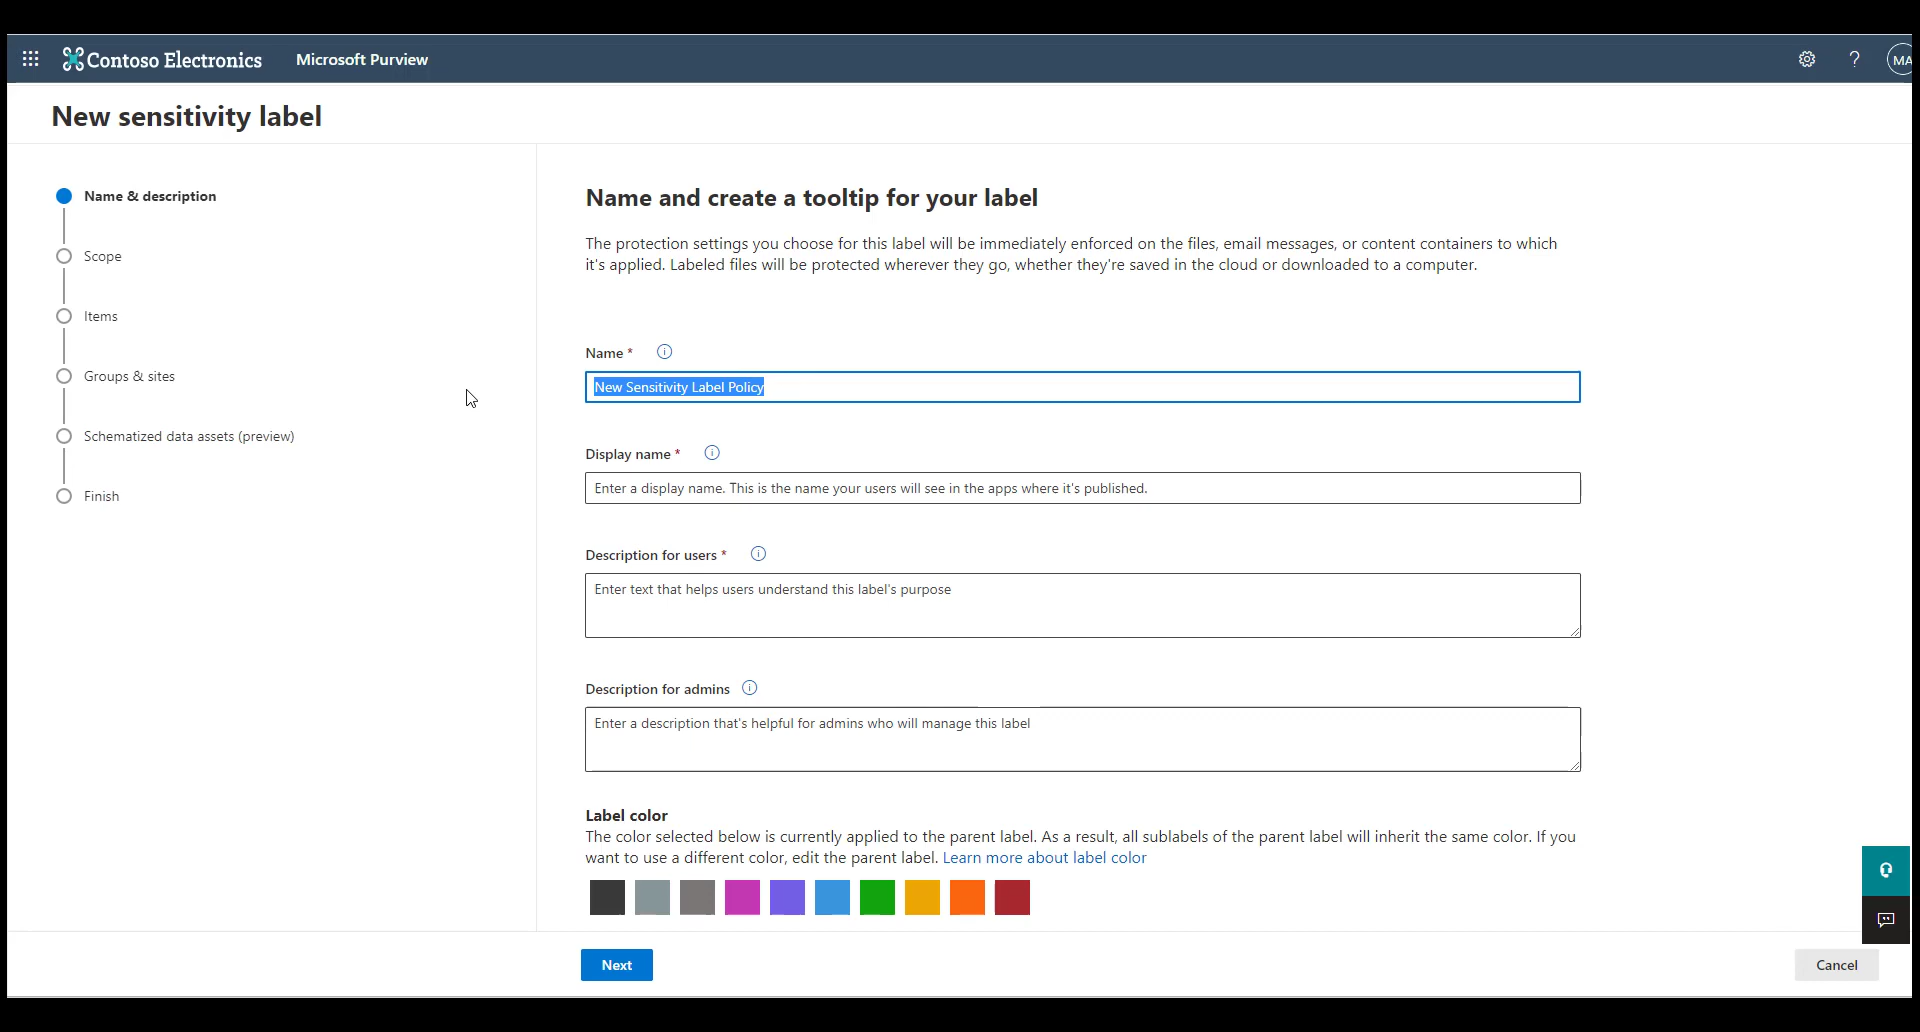 Contoso Electronics Microsoft Purview ? MA
New sensitivity label
Name & description
Scope
Items
Groups & sites
Schematized data assets (preview)
Finish
Name and create a tooltip for your label
The protection settings you choose for this label will be immediately enforced on the files, email messages, or content containers to which
it's applied. Labeled files will be protected wherever they go, whether they're saved in the cloud or downloaded to a computer.
Name *
New Sensitivity Label Policy
Display name *
Enter a display name. This is the name your users will see in the apps where it's published.
Description for users *
Enter text that helps users understand this label's purpose
Description for admins
Enter a description that's helpful for admins who will manage this label
Label color
The color selected below is currently applied to the parent label. As a result, all sublabels of the parent label will inherit the same color. If you
want to use a different color, edit the parent label. Learn more about label color
Next
Cancel